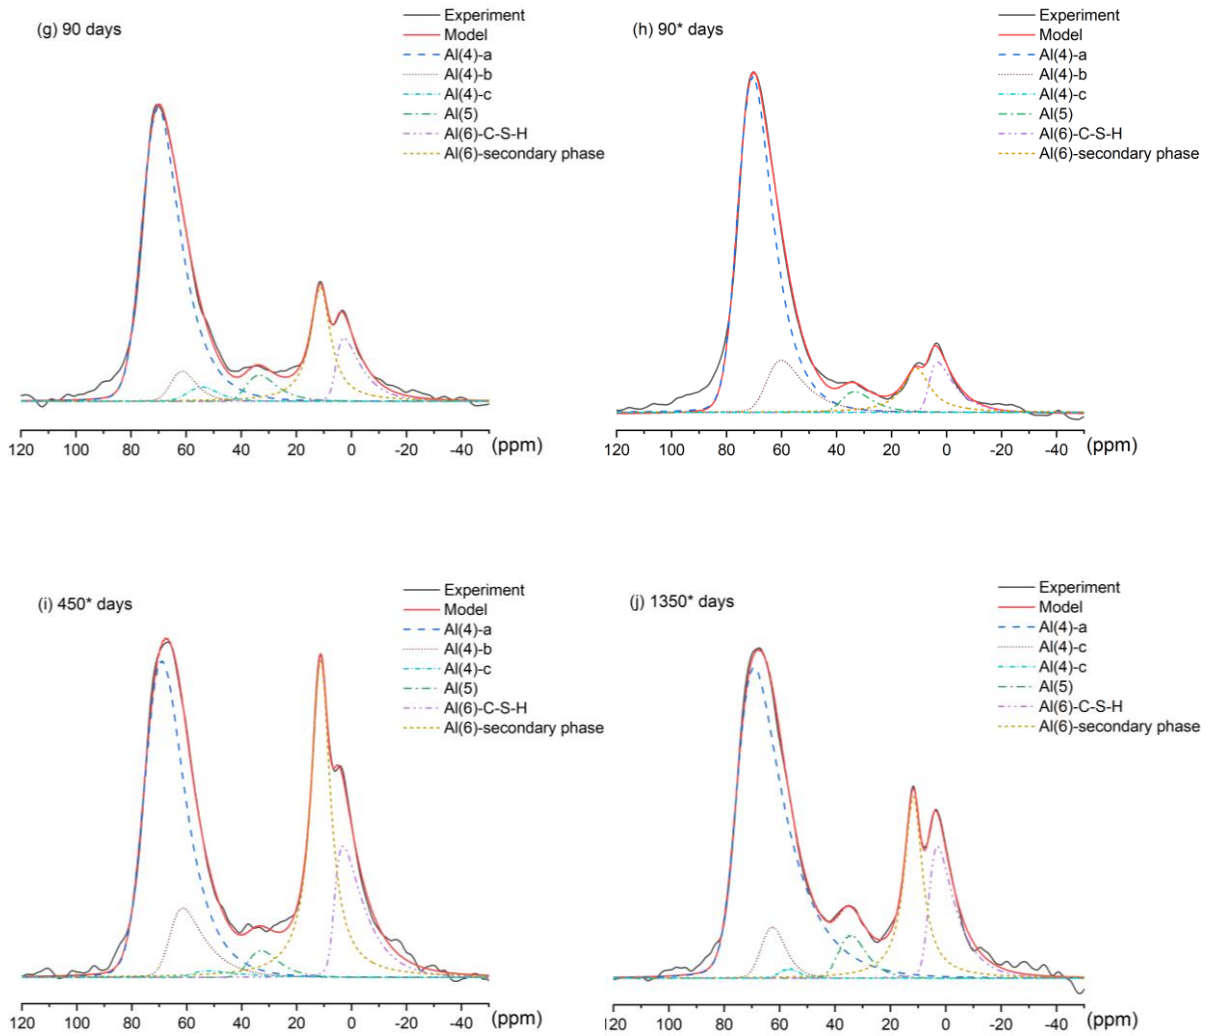 (g) 90 days
Experiment
Model
Al(4)-a
Al(4)-b
Al(4)-c
Al(5)
Al(6)-C-S-H
Al(6)-secondary phase
120 100 80 60 40 20 0 -20 -40 (ppm)
(h) 90* days
Experiment
Model
Al(4)-a
Al(4)-b
Al(4)-c
Al(5)
Al(6)-C-S-H
Al(6)-secondary phase
120 100 80 60 40 20 0 -20 -40 (ppm)
(i) 450* days
Experiment
Model
Al(4)-a
Al(4)-b
Al(4)-c
Al(5)
Al(6)-C-S-H
Al(6)-secondary phase
120 100 80 60 40 20 0 -20 -40 (ppm)
(j) 1350* days
Experiment
Model
Al(4)-a
Al(4)-c
Al(4)-c
Al(5)
Al(6)-C-S-H
Al(6)-secondary phase
120 100 80 60 40 20 0 -20 -40 (ppm)